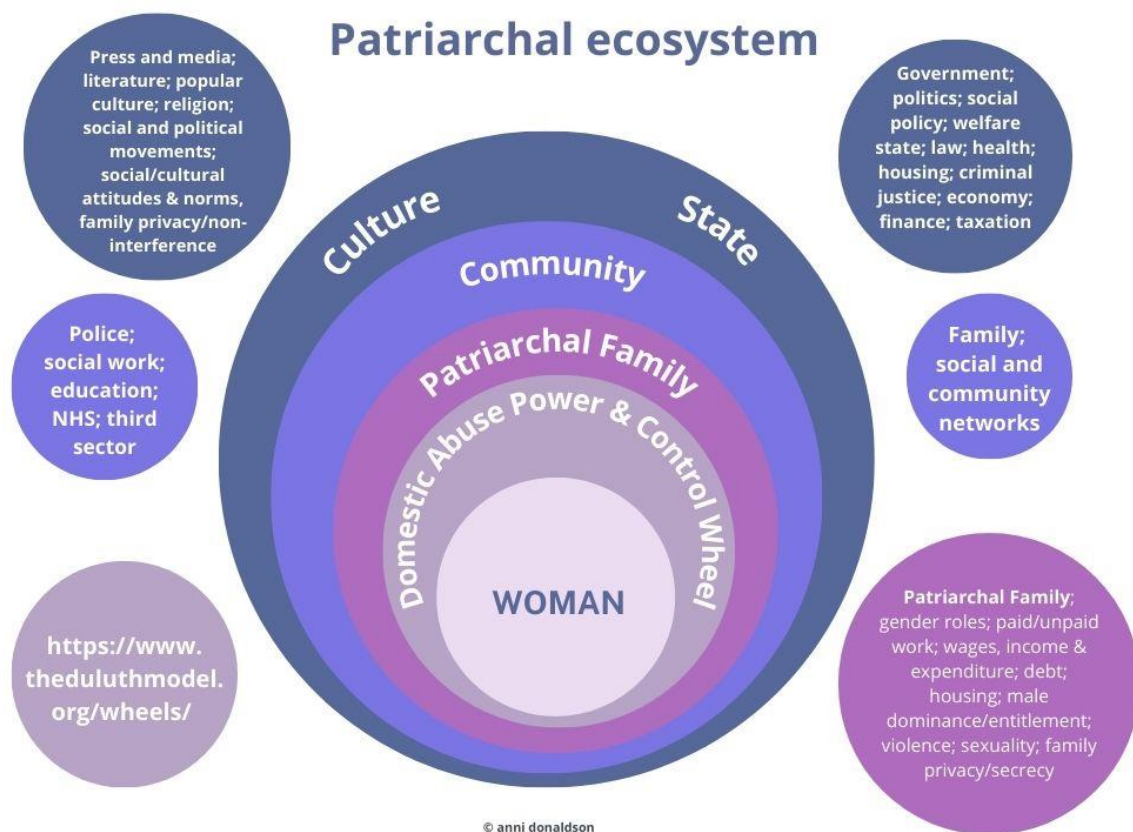 Patriarchal ecosystem
Press and media;
literature; popular
culture; religion;
social and political
movements;
social/cultural
attitudes & norms,
family privacy/non-
interference
Government;
politics; social
policy; welfare
state; law; health;
housing; criminal
justice; economy;
finance; taxation
Culture
State
Community
Patriarchal Family
Domestic Abuse Power & Control Wheel
WOMAN
Police;
social work;
education;
NHS; third
sector
Family;
social and
community
networks
https://www.
theduluthmodel.
org/wheels/
Patriarchal Family;
gender roles; paid/unpaid
work; wages, income &
expenditure; debt;
housing; male
dominance/entitlement;
violence; sexuality; family
privacy/secrecy
© anni donaldson